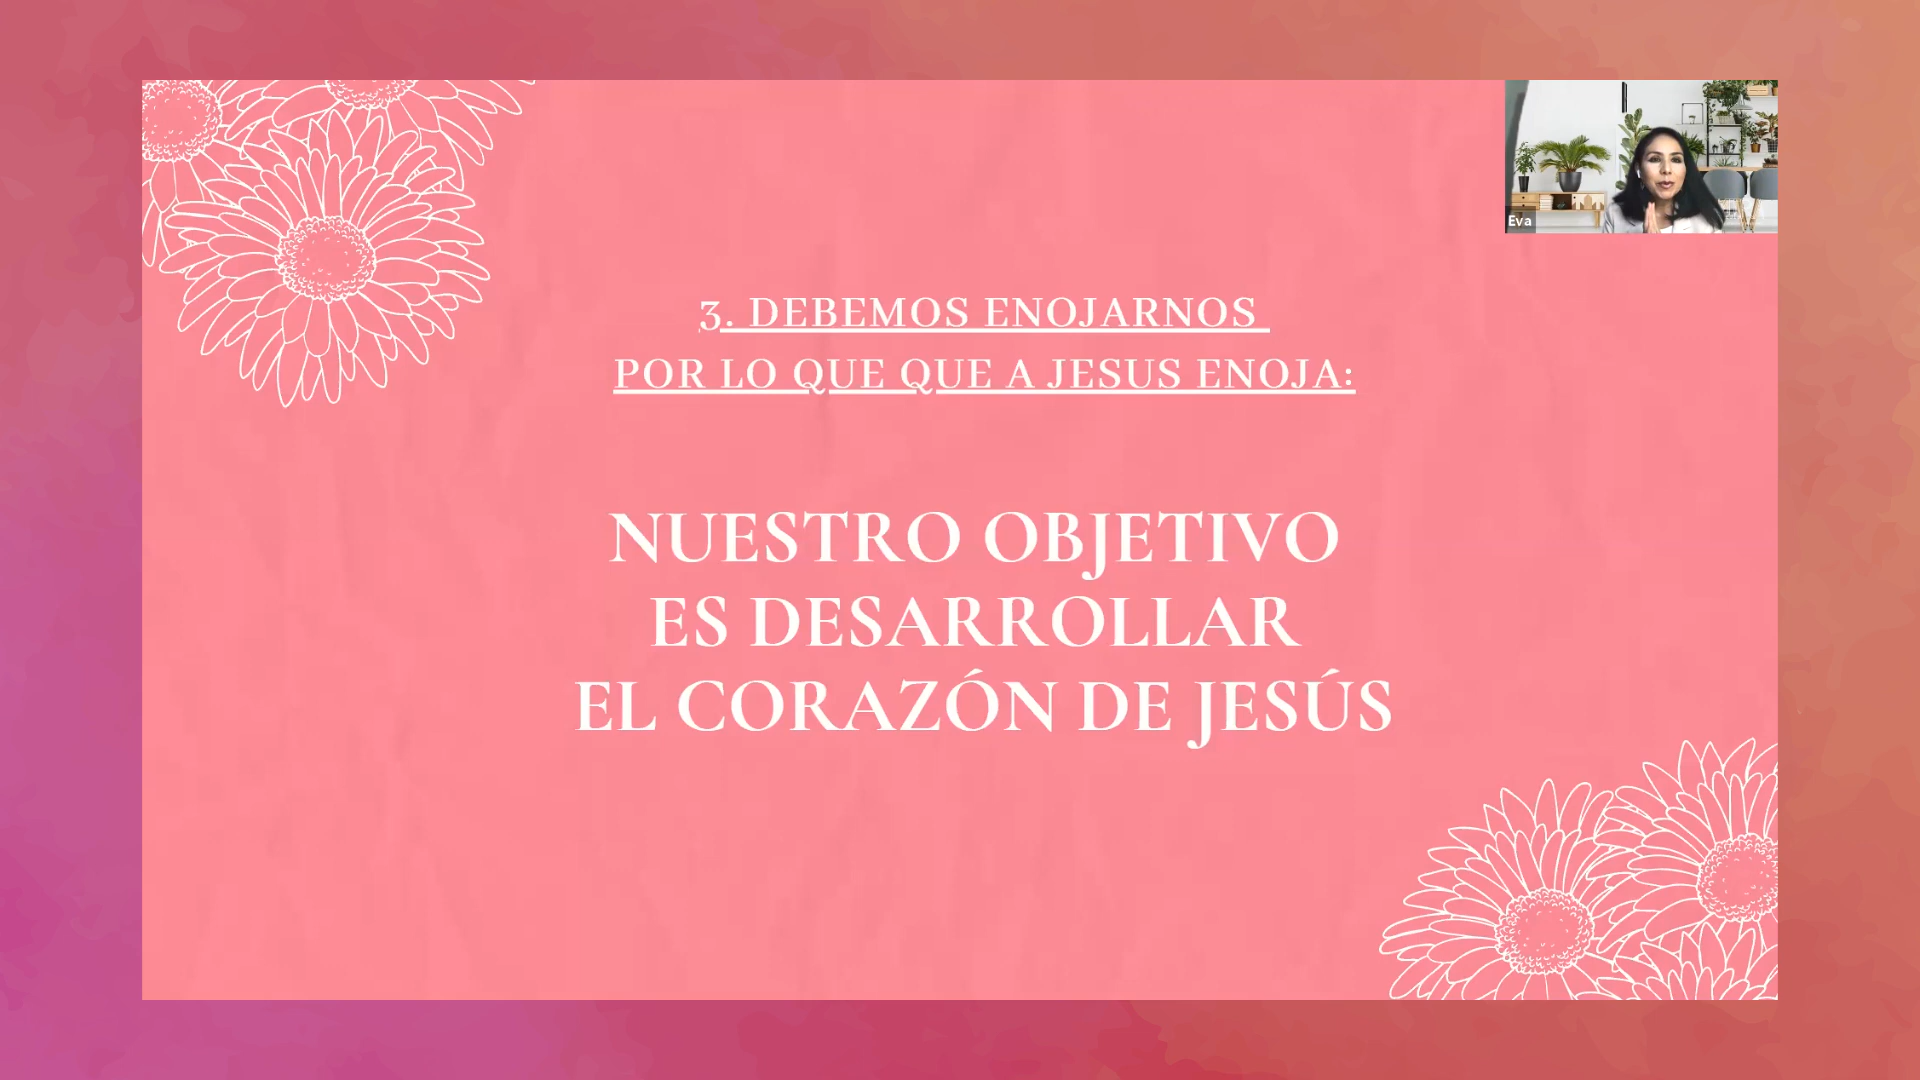 Eva
3. DEBEMOS ENOJARNOS
POR LO QUE QUE A JESUS ENOJA:
NUESTRO OBJETIVO
ES DESARROLLAR
EL CORAZÓN DE JESÚS